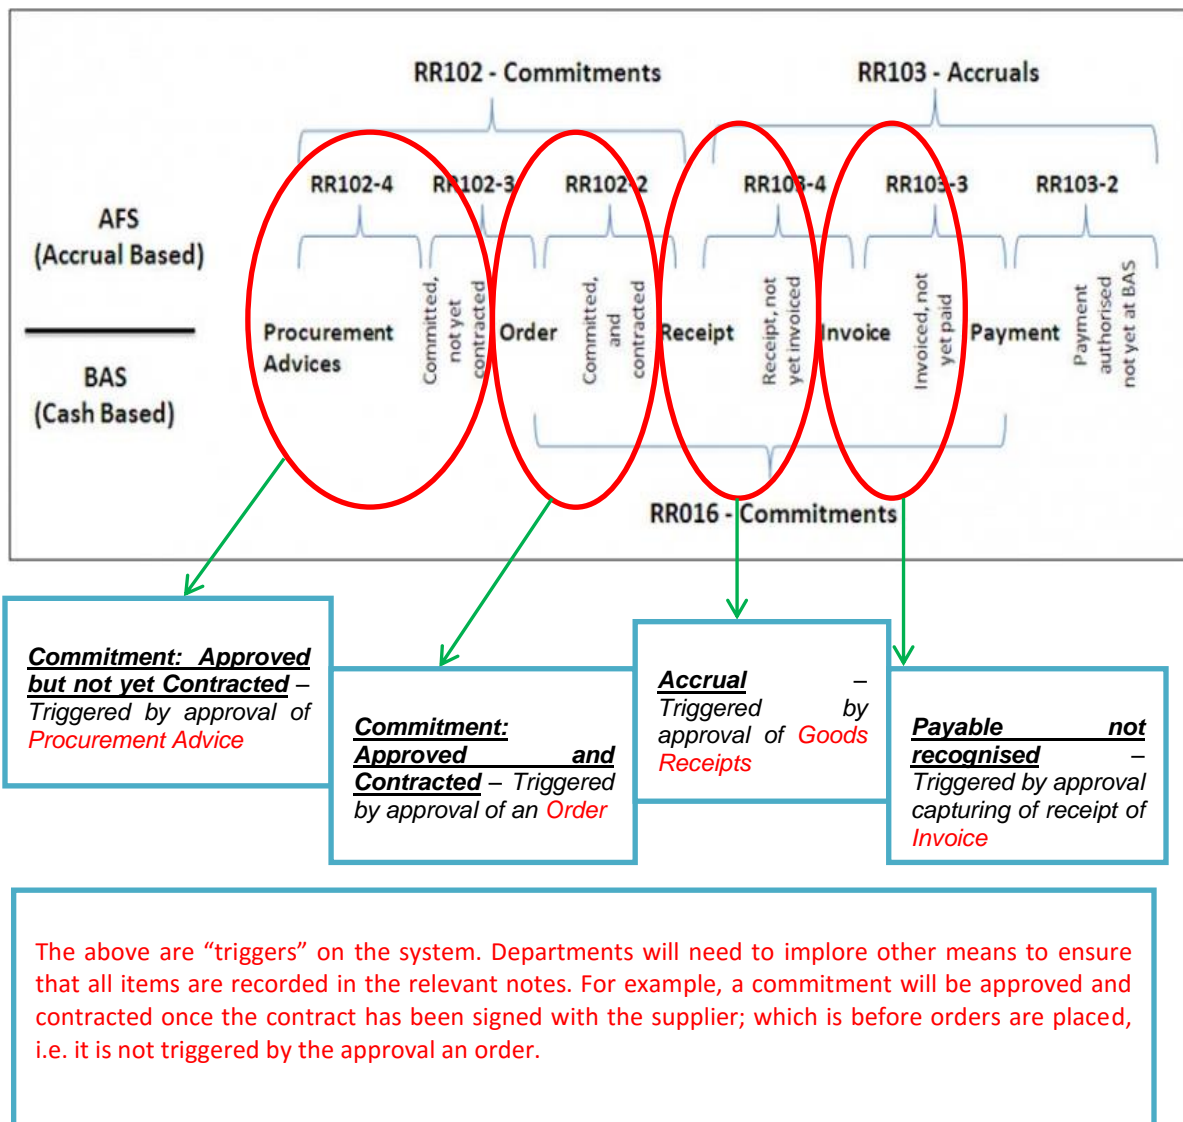 RR102 - Commitments
RR103 - Accruals
RR102-4
RR102-3
RR102-2
RR103-4
RR103-3
RR103-2
AFS
(Accrual Based)
BAS
(Cash Based)
Procurement
Advices
Committed,
not yet
contracted
Order
Committed,
and
contracted
Receipt
Receipt, not
yet invoiced
Invoice
Invoiced, not
yet paid
Payment
Payment
authorised
not yet at BAS
RR016 - Commitments
Commitment: Approved
but not yet Contracted –
Triggered by approval of
Procurement Advice
Commitment:
Approved and
Contracted – Triggered
by approval of an Order
Accrual –
Triggered by
approval of Goods
Receipts
Payable not
recognised –
Triggered by approval
capturing of receipt of
Invoice
The above are “triggers” on the system. Departments will need to implore other means to ensure
that all items are recorded in the relevant notes. For example, a commitment will be approved and
contracted once the contract has been signed with the supplier; which is before orders are placed,
i.e. it is not triggered by the approval an order.